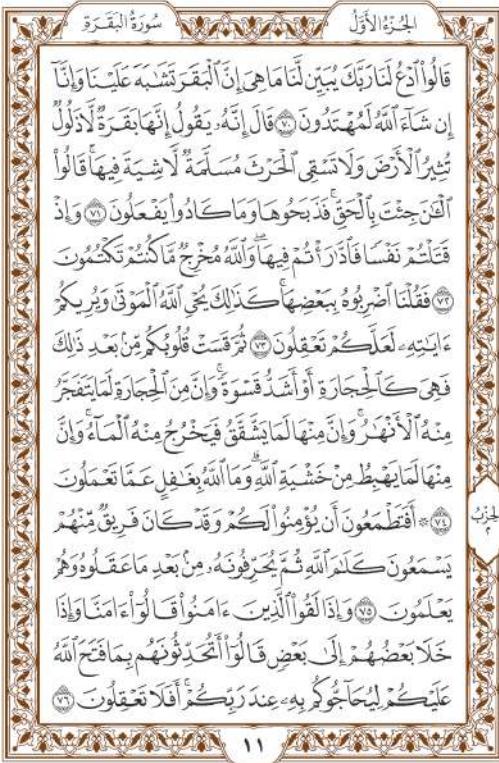 الجُزْءُ الأَوَّلُ
سُورَةُ البَقَرَةِ
قَالُوا۟ ٱدْعُ لَنَا رَبَّكَ يُبَيِّن لَّنَا مَا هِىَ إِنَّ ٱلْبَقَرَ تَشَٰبَهَ عَلَيْنَا وَإِنَّآ
إِن شَآءَ ٱللَّهُ لَمُهْتَدُونَ ٧٠ قَالَ إِنَّهُۥ يَقُولُ إِنَّهَا بَقَرَةٌ لَّا ذَلُولٌ
تُثِيرُ ٱلْأَرْضَ وَلَا تَسْقِى ٱلْحَرْثَ مُسَلَّمَةٌ لَّا شِيَةَ فِيهَاۚ قَالُوا۟
ٱلْـَٰٔنَ جِئْتَ بِٱلْحَقِّۚ فَذَبَحُوهَا وَمَا كَادُوا۟ يَفْعَلُونَ ٧١ وَإِذْ
قَتَلْتُمْ نَفْسًا فَٱدَّٰرَْٰٔتُمْ فِيهَاۖ وَٱللَّهُ مُخْرِجٌ مَّا كُنتُمْ تَكْتُمُونَ
٧٢ فَقُلْنَا ٱضْرِبُوهُ بِبَعْضِهَاۚ كَذَٰلِكَ يُحْىِ ٱللَّهُ ٱلْمَوْتَىٰ وَيُرِيكُمْ
ءَايَٰتِهِۦ لَعَلَّكُمْ تَعْقِلُونَ ٧٣ ثُمَّ قَسَتْ قُلُوبُكُم مِّنۢ بَعْدِ ذَٰلِكَ
فَهِىَ كَٱلْحِجَارَةِ أَوْ أَشَدُّ قَسْوَةًۚ وَإِنَّ مِنَ ٱلْحِجَارَةِ لَمَا يَتَفَجَّرُ
مِنْهُ ٱلْأَنْهَٰرُۚ وَإِنَّ مِنْهَا لَمَا يَشَّقَّقُ فَيَخْرُجُ مِنْهُ ٱلْمَآءُۚ وَإِنَّ
مِنْهَا لَمَا يَهْبِطُ مِنْ خَشْيَةِ ٱللَّهِۗ وَمَا ٱللَّهُ بِغَٰفِلٍ عَمَّا تَعْمَلُونَ
٧٤ ۞ أَفَتَطْمَعُونَ أَن يُؤْمِنُوا۟ لَكُمْ وَقَدْ كَانَ فَرِيقٌ مِّنْهُمْ
الحِزْبُ
٢
يَسْمَعُونَ كَلَٰمَ ٱللَّهِ ثُمَّ يُحَرِّفُونَهُۥ مِنۢ بَعْدِ مَا عَقَلُوهُ وَهُمْ
يَعْلَمُونَ ٧٥ وَإِذَا لَقُوا۟ ٱلَّذِينَ ءَامَنُوا۟ قَالُوٓا۟ ءَامَنَّا وَإِذَا
خَلَا بَعْضُهُمْ إِلَىٰ بَعْضٍ قَالُوٓا۟ أَتُحَدِّثُونَهُم بِمَا فَتَحَ ٱللَّهُ
عَلَيْكُمْ لِيُحَآجُّوكُم بِهِۦ عِندَ رَبِّكُمْۚ أَفَلَا تَعْقِلُونَ ٧٦
١١